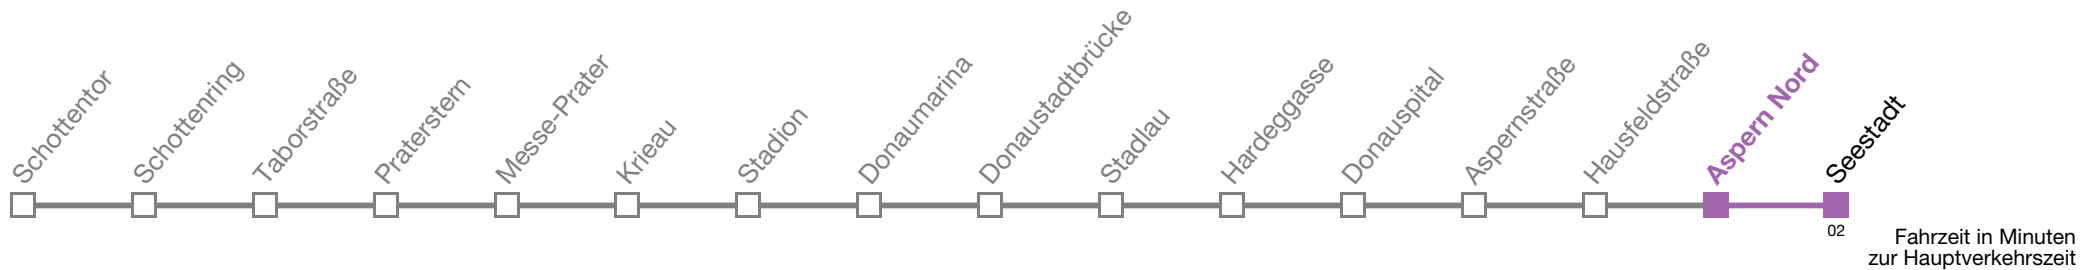 Schottentor
Schottenring
Taborstraße
Praterstern
Messe-Prater
Krieau
Stadion
Donaumarina
Donaustadtbrücke
Stadlau
Hardeggasse
Donauspital
Aspernstraße
Hausfeldstraße
Aspern Nord
Seestadt
02
Fahrzeit in Minuten
zur Hauptverkehrszeit